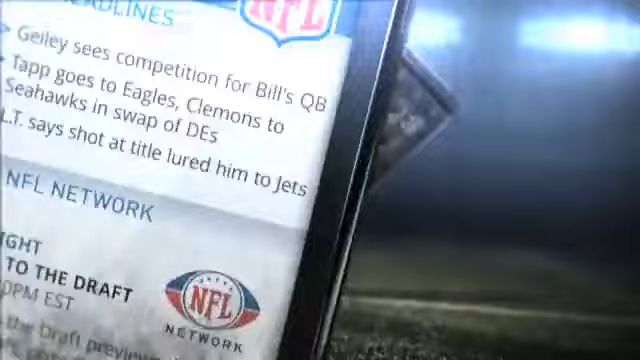 HEADLINES
NFL
Geiley sees competition for Bill's QB
Tapp goes to Eagles, Clemons to
Seahawks in swap of DEs
L.T. says shot at title lured him to Jets
NFL NETWORK
IGHT
TO THE DRAFT
0PM EST
the Draft preview
NFL
NETWORK